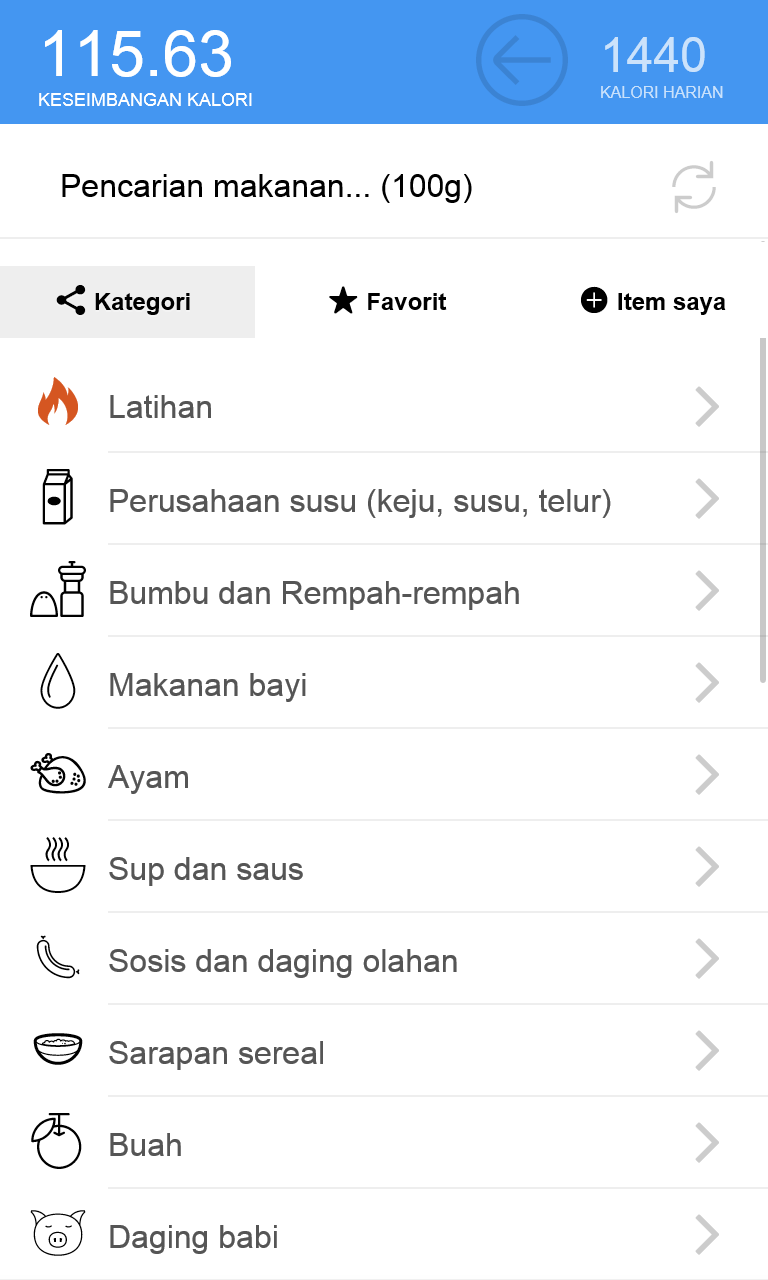 115.63
KESEIMBANGAN KALORI
1440
KALORI HARIAN
Pencarian makanan... (100g)
Kategori
Favorit
Item saya
Latihan
Perusahaan susu (keju, susu, telur)
Bumbu dan Rempah-rempah
Makanan bayi
Ayam
Sup dan saus
Sosis dan daging olahan
Sarapan sereal
Buah
Daging babi